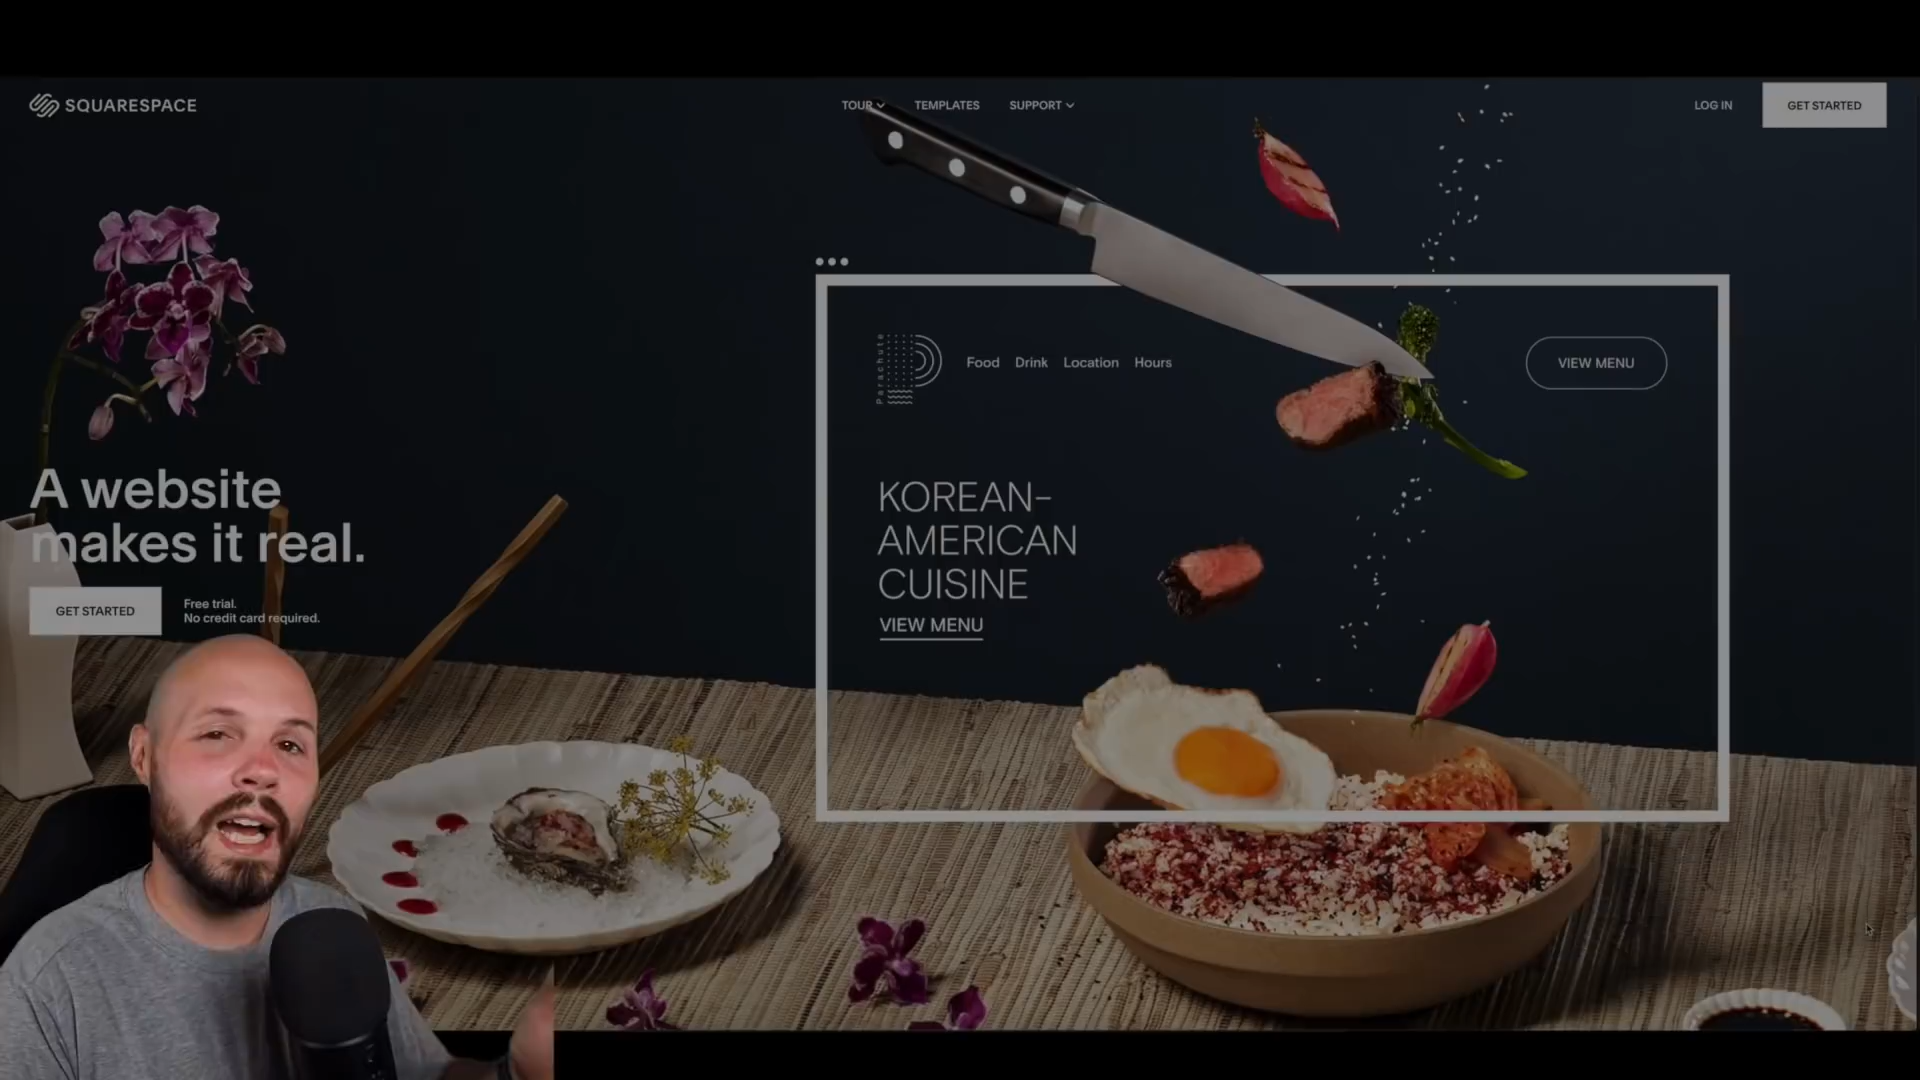 SQUARESPACE
TOUR
TEMPLATES
SUPPORT
LOG IN
GET STARTED
A website
makes it real.
GET STARTED
Free trial.
No credit card required.
Parachute
Food
Drink
Location
Hours
VIEW MENU
KOREAN-
AMERICAN
CUISINE
VIEW MENU